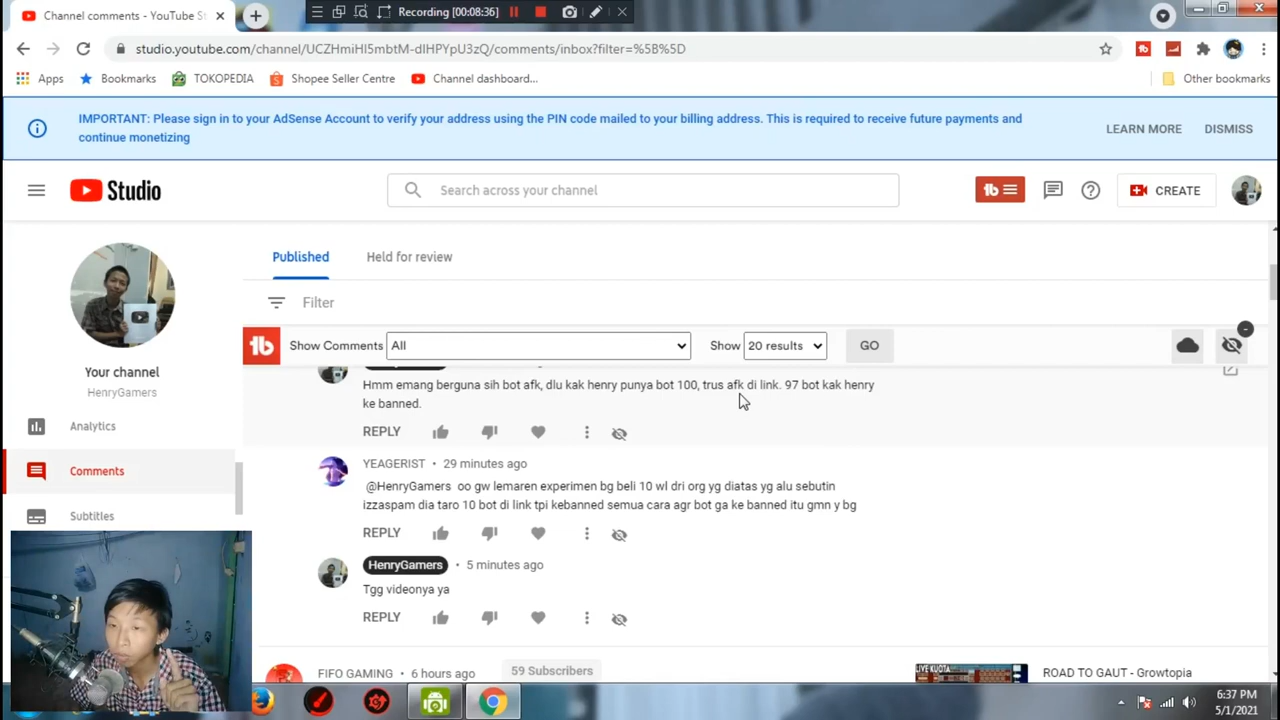 Channel comments - YouTube St
Recording [00:08:36]
studio.youtube.com/channel/UCZHmiHI5mbtM-dIHPYpU3zQ/comments/inbox?filter=%5B%5D
Apps
Bookmarks
TOKOPEDIA
Shopee Seller Centre
Channel dashboard...
Other bookmarks
IMPORTANT: Please sign in to your AdSense Account to verify your address using the PIN code mailed to your billing address. This is required to receive future payments and
continue monetizing
LEARN MORE
DISMISS
Studio
Search across your channel
CREATE
Your channel
HenryGamers
Analytics
Comments
Subtitles
Published
Held for review
Filter
Show Comments All
Show 20 results
GO
Hmm emang berguna sih bot afk, dlu kak henry punya bot 100, trus afk di link. 97 bot kak henry
ke banned.
REPLY
YEAGERIST • 29 minutes ago
@HenryGamers oo gw lemaren experimen bg beli 10 wl dri org yg diatas yg alu sebutin
izzaspam dia taro 10 bot di link tpi kebanned semua cara agr bot ga ke banned itu gmn y bg
REPLY
HenryGamers • 5 minutes ago
Tgg videonya ya
REPLY
FIFO GAMING • 6 hours ago
59 Subscribers
LIVE KUOTA
ROAD TO GAUT - Growtopia
6:37 PM
5/1/2021